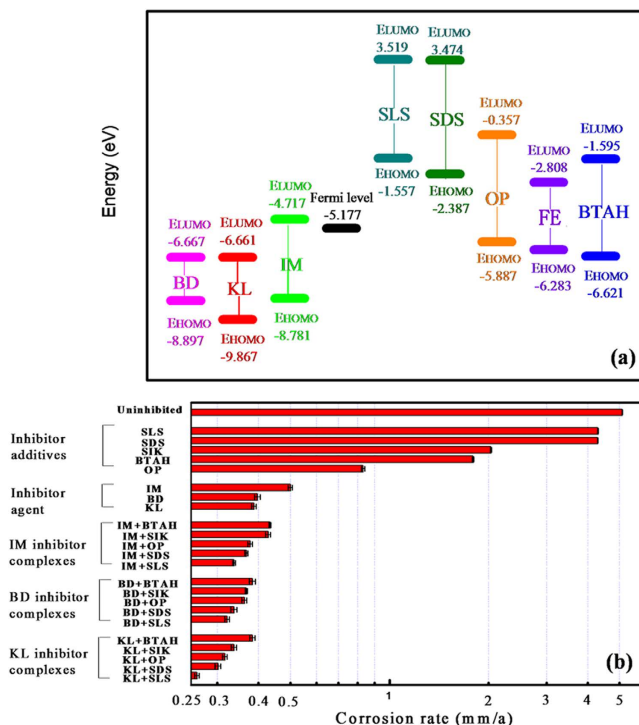 ELUMO
3.519
ELUMO
3.474
SLS
SDS
EHOMO
-1.557
EHOMO
-2.387
ELUMO
-0.357
OP
EHOMO
-5.887
ELUMO
-2.808
FE
EHOMO
-6.283
ELUMO
-1.595
BTAH
EHOMO
-6.621
Energy (eV)
ELUMO
-6.667
BD
EHOMO
-8.897
ELUMO
-6.661
KL
EHOMO
-9.867
ELUMO
-4.717
IM
EHOMO
-8.781
Fermi level
-5.177
(a)
Uninhibited
Inhibitor
additives
SLS
SDS
SIK
BTAH
OP
Inhibitor
agent
IM
BD
KL
IM inhibitor
complexes
IM+BTAH
IM+SIK
IM+OP
IM+SDS
IM+SLS
BD inhibitor
complexes
BD+BTAH
BD+SIK
BD+OP
BD+SDS
BD+SLS
KL inhibitor
complexes
KL+BTAH
KL+SIK
KL+OP
KL+SDS
KL+SLS
(b)
0.25 0.3 0.4 0.5 1 2 3 4 5
Corrosion rate (mm/a)